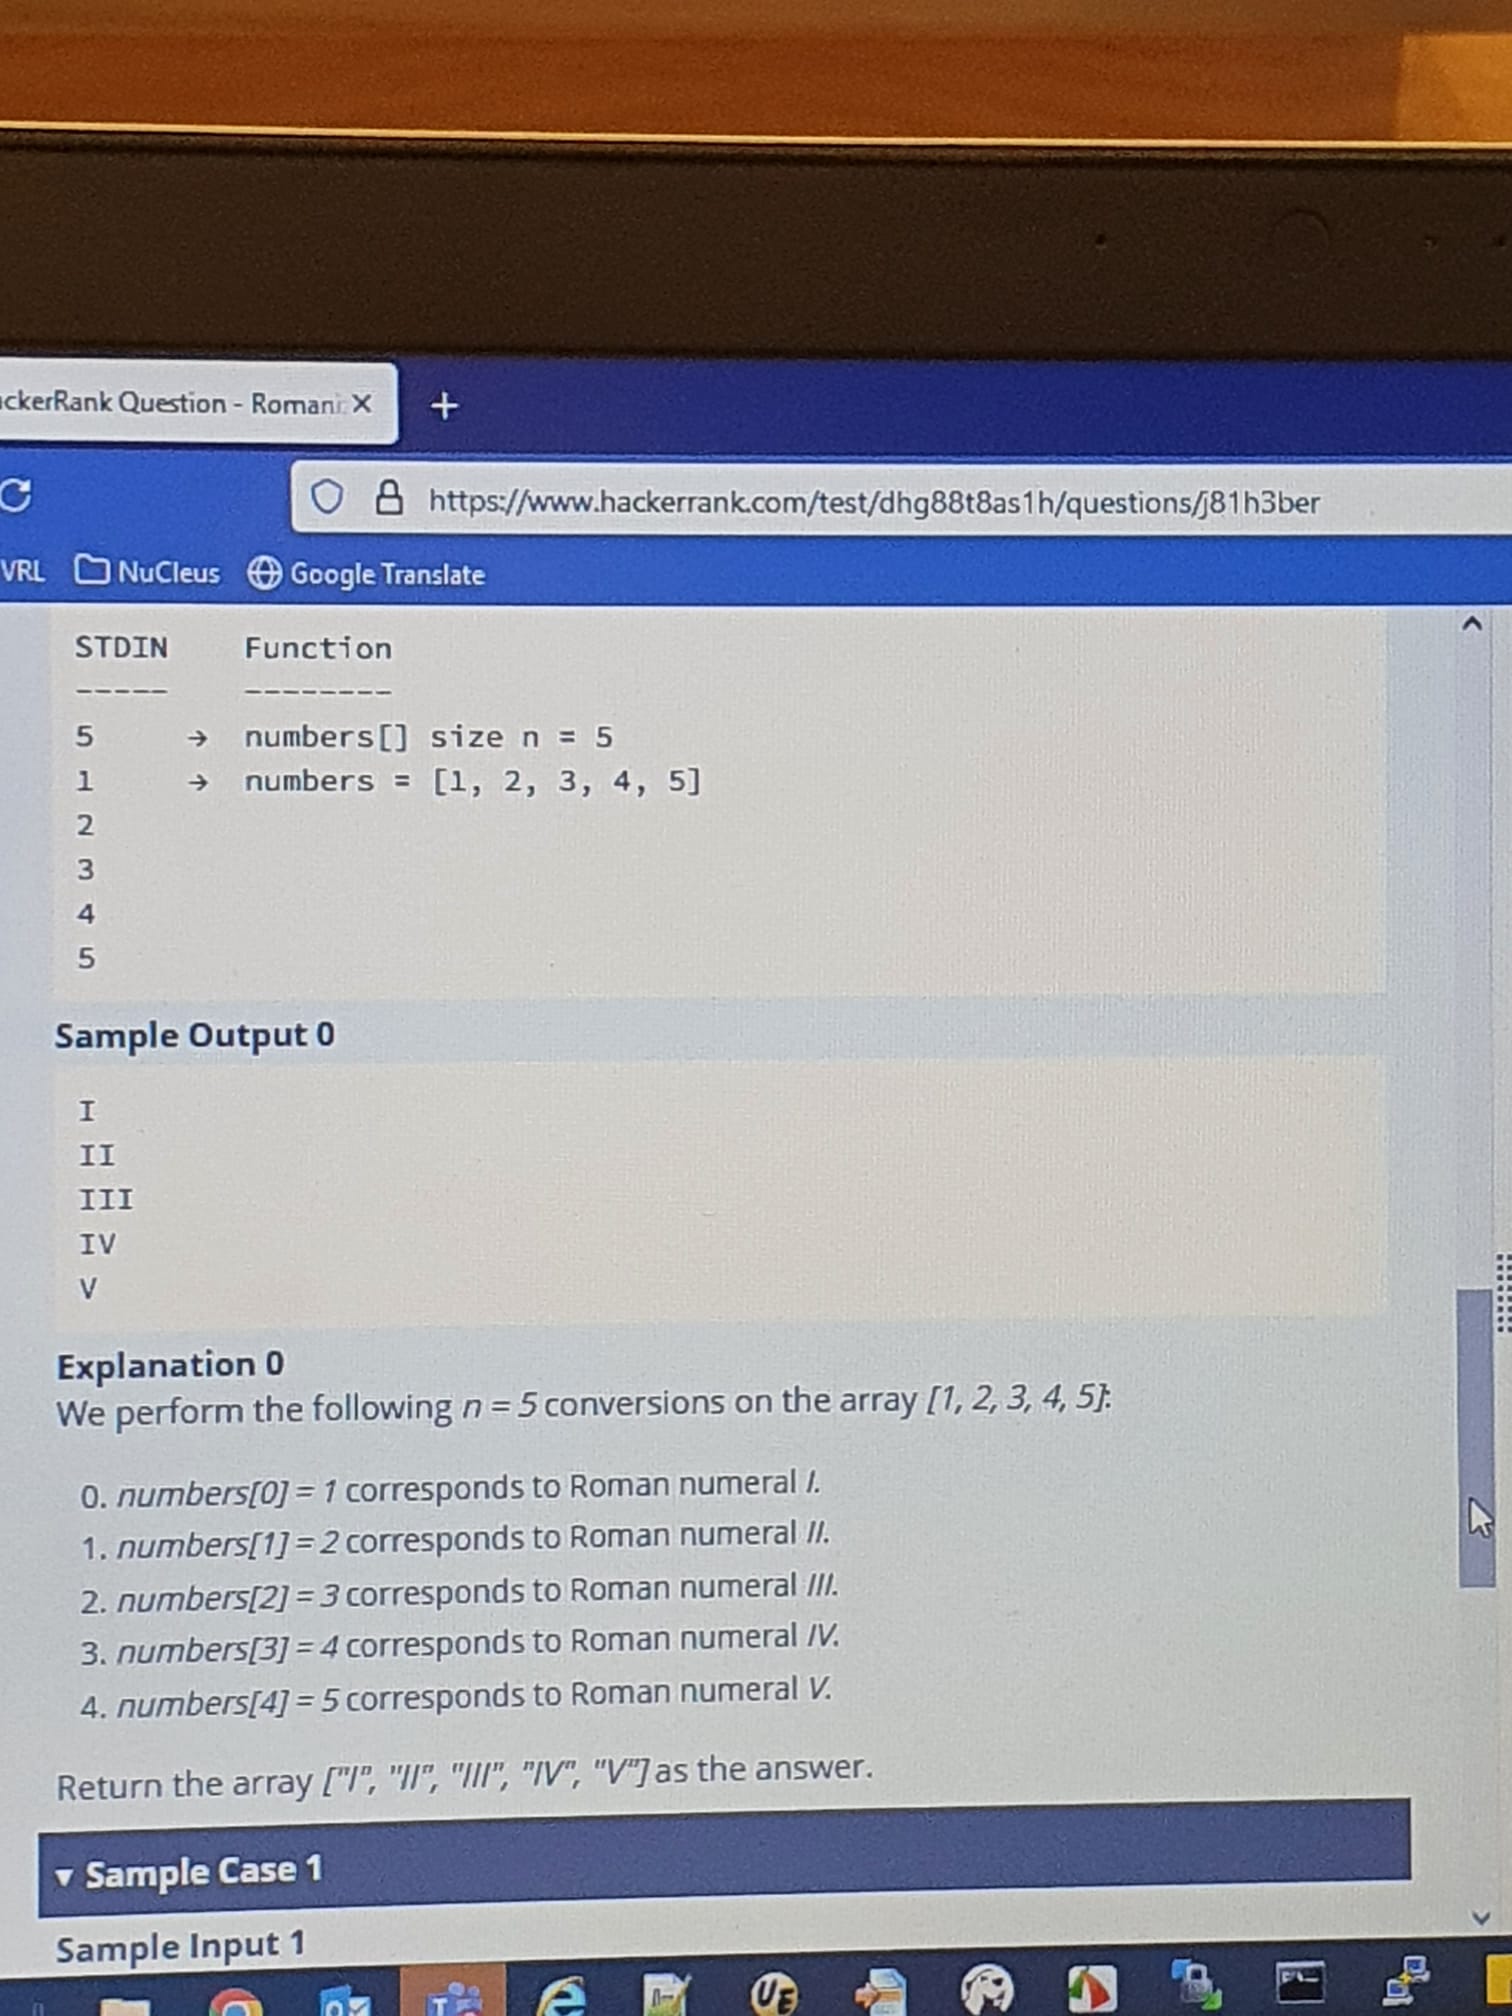 ckerRank Question - Romani
https://www.hackerrank.com/test/dhg88t8as1h/questions/j81h3ber
VRL NuCleus Google Translate
STDIN Function
----- --------
5 → numbers[] size n = 5
1 → numbers = [1, 2, 3, 4, 5]
2
3
4
5
Sample Output 0
I
II
III
IV
V
Explanation 0
We perform the following n = 5 conversions on the array [1, 2, 3, 4, 5]:
0. numbers[0] = 1 corresponds to Roman numeral I.
1. numbers[1] = 2 corresponds to Roman numeral II.
2. numbers[2] = 3 corresponds to Roman numeral III.
3. numbers[3] = 4 corresponds to Roman numeral IV.
4. numbers[4] = 5 corresponds to Roman numeral V.
Return the array ["I", "II", "III", "IV", "V"] as the answer.
▾ Sample Case 1
Sample Input 1
UE